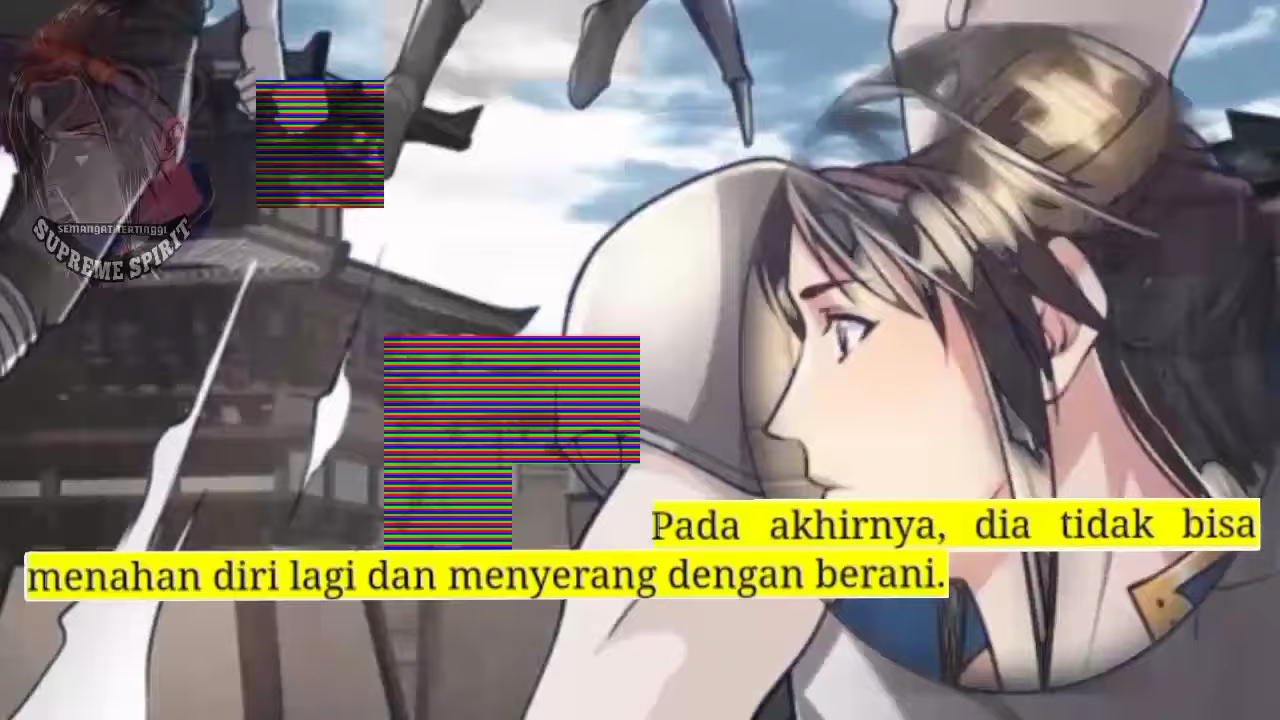 SEMANGAT TERTINGGI
SUPREME SPIRIT
Pada akhirnya, dia tidak bisa
menahan diri lagi dan menyerang dengan berani.